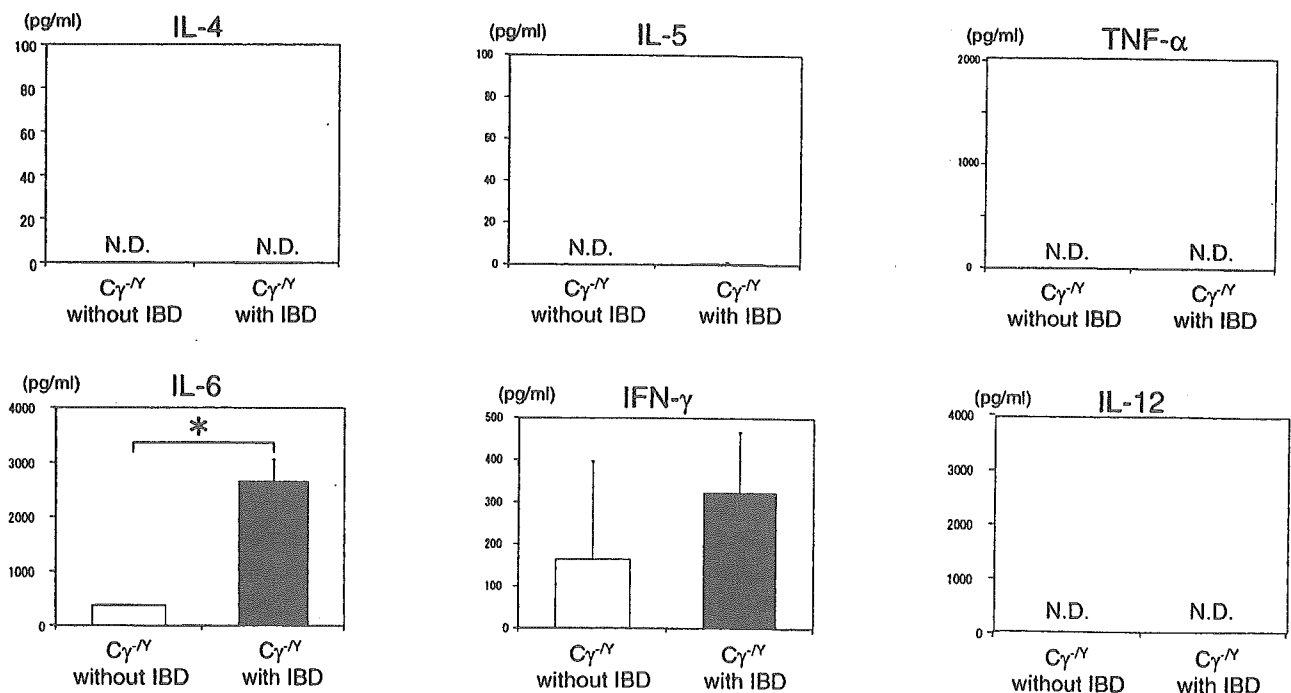 (pg/ml) IL-4
100
80
60
40
20
0
N.D. N.D.
Cγ-/Y Cγ-/Y
without IBD with IBD
(pg/ml) IL-5
100
80
60
40
20
0
N.D.
Cγ-/Y Cγ-/Y
without IBD with IBD
(pg/ml) TNF-α
2000
1000
0
N.D. N.D.
Cγ-/Y Cγ-/Y
without IBD with IBD
(pg/ml) IL-6
4000
3000
2000
1000
0
*
Cγ-/Y Cγ-/Y
without IBD with IBD
(pg/ml) IFN-γ
500
400
300
200
100
0
Cγ-/Y Cγ-/Y
without IBD with IBD
(pg/ml) IL-12
4000
3000
2000
1000
0
N.D. N.D.
Cγ-/Y Cγ-/Y
without IBD with IBD